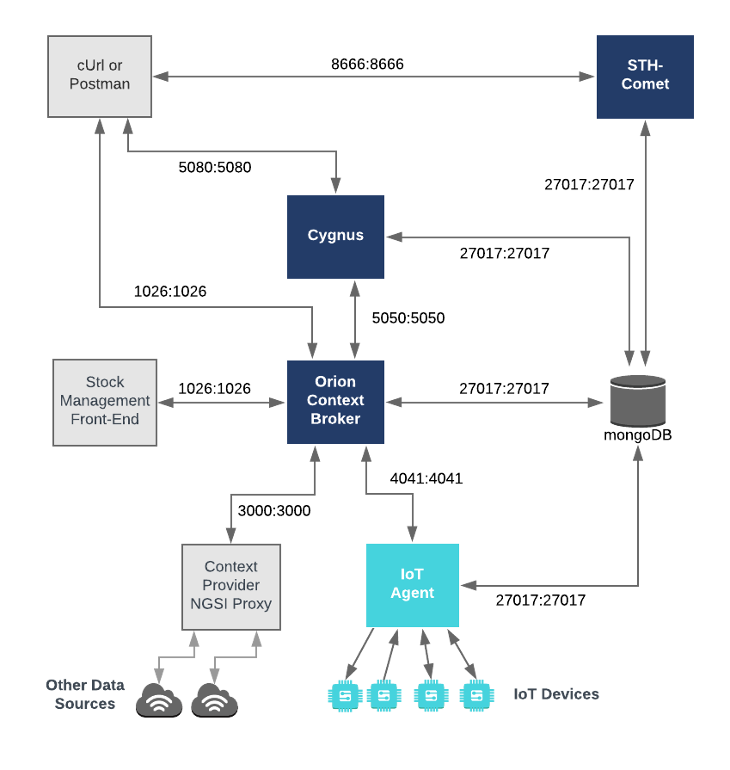 cUrl or
Postman
8666:8666
STH-
Comet
5080:5080
27017:27017
Cygnus
27017:27017
1026:1026
5050:5050
Stock
Management
Front-End
1026:1026
Orion
Context
Broker
27017:27017
mongoDB
4041:4041
3000:3000
Context
Provider
NGSI Proxy
IoT
Agent
27017:27017
Other Data
Sources
IoT Devices